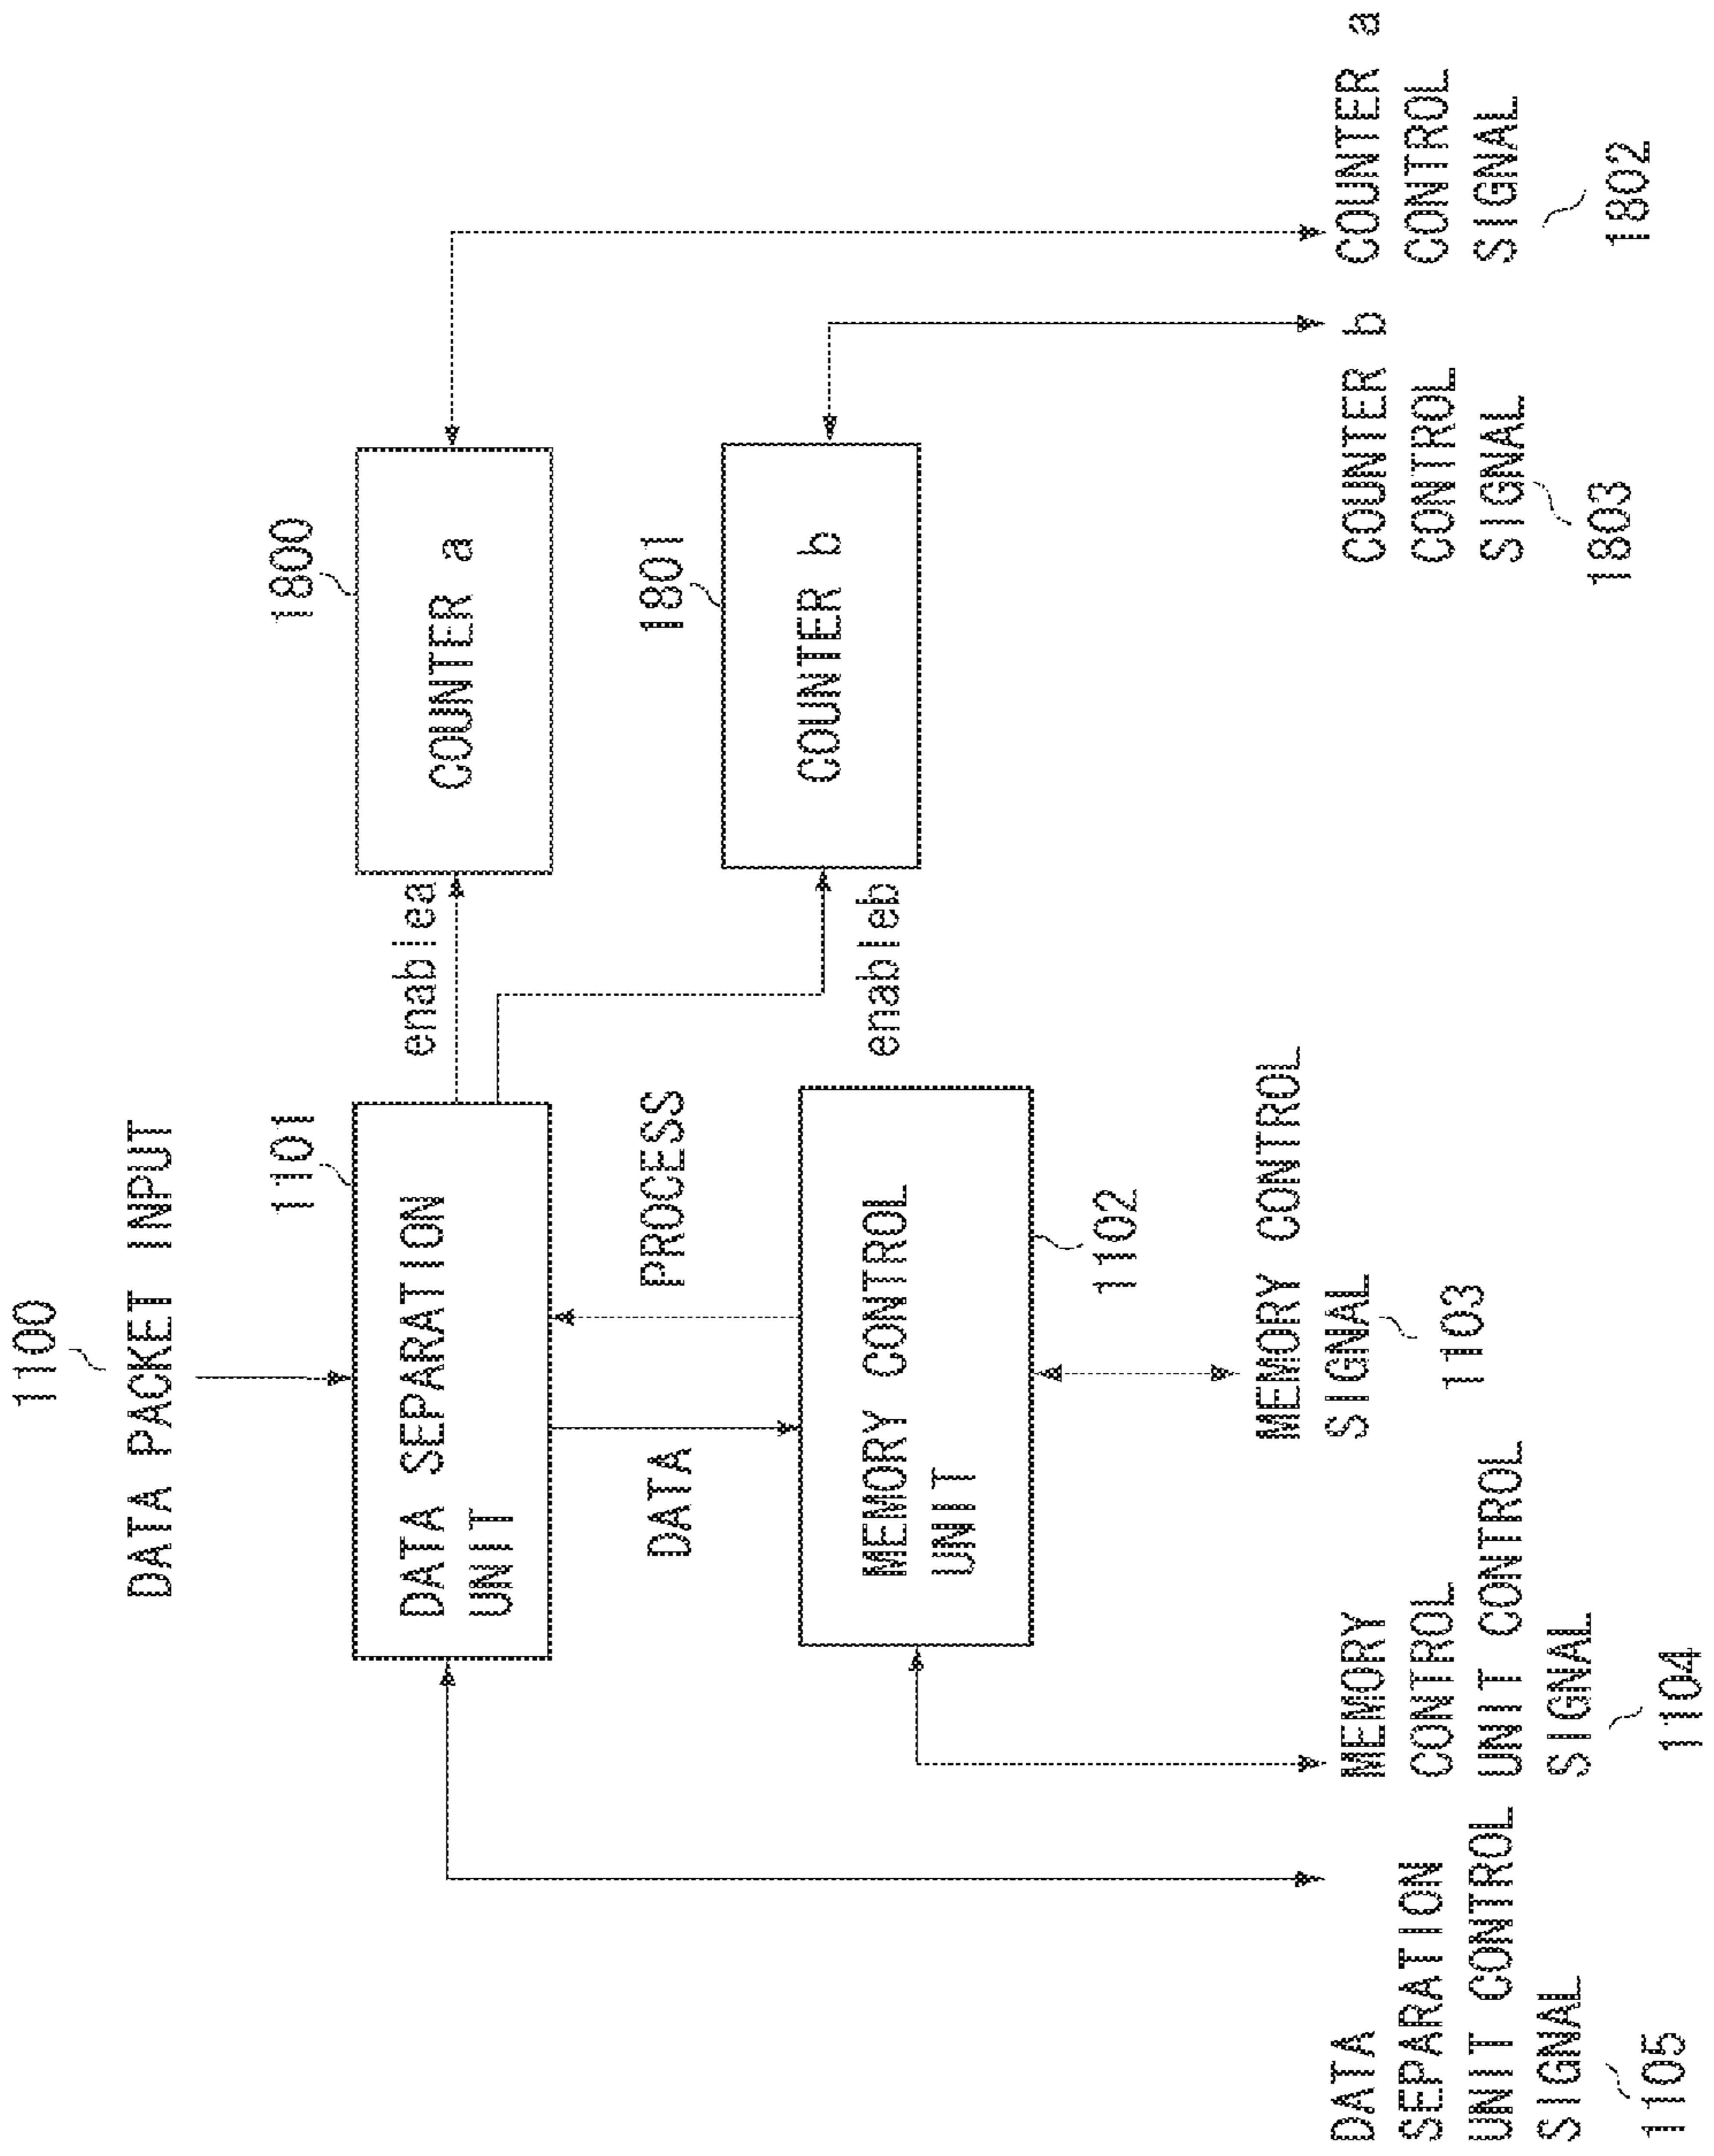 1100
DATA PACKET INPUT
1101
DATA SEPARATION
UNIT
enablea
1800
COUNTER a
DATA
PROCESS
1801
COUNTER b
enableb
MEMORY CONTROL
UNIT
1102
MEMORY CONTROL
SIGNAL
1103
DATA
SEPARATION
UNIT CONTROL
SIGNAL
1105
MEMORY
CONTROL
UNIT CONTROL
SIGNAL
1104
COUNTER b
CONTROL
SIGNAL
1803
COUNTER a
CONTROL
SIGNAL
1802